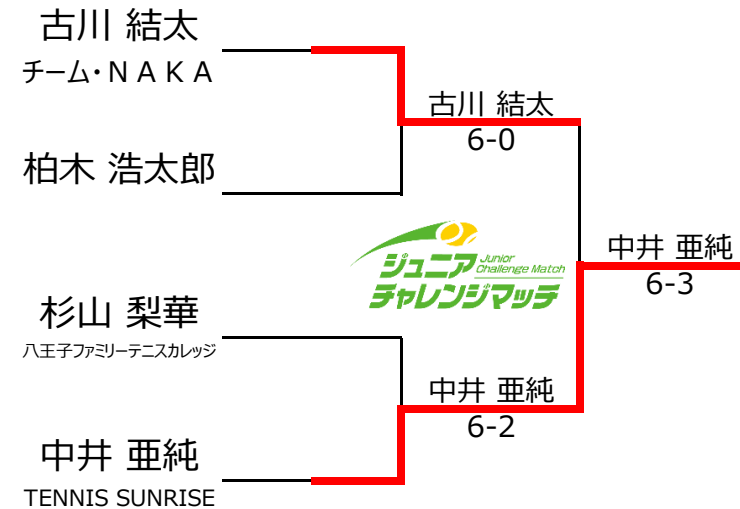 古川 結太
チーム・ＮＡＫＡ
古川 結太
6-0
柏木 浩太郎
ジュニア Junior Challenge Match
チャレンジマッチ
中井 亜純
6-3
杉山 梨華
八王子ファミリーテニスカレッジ
中井 亜純
6-2
中井 亜純
TENNIS SUNRISE